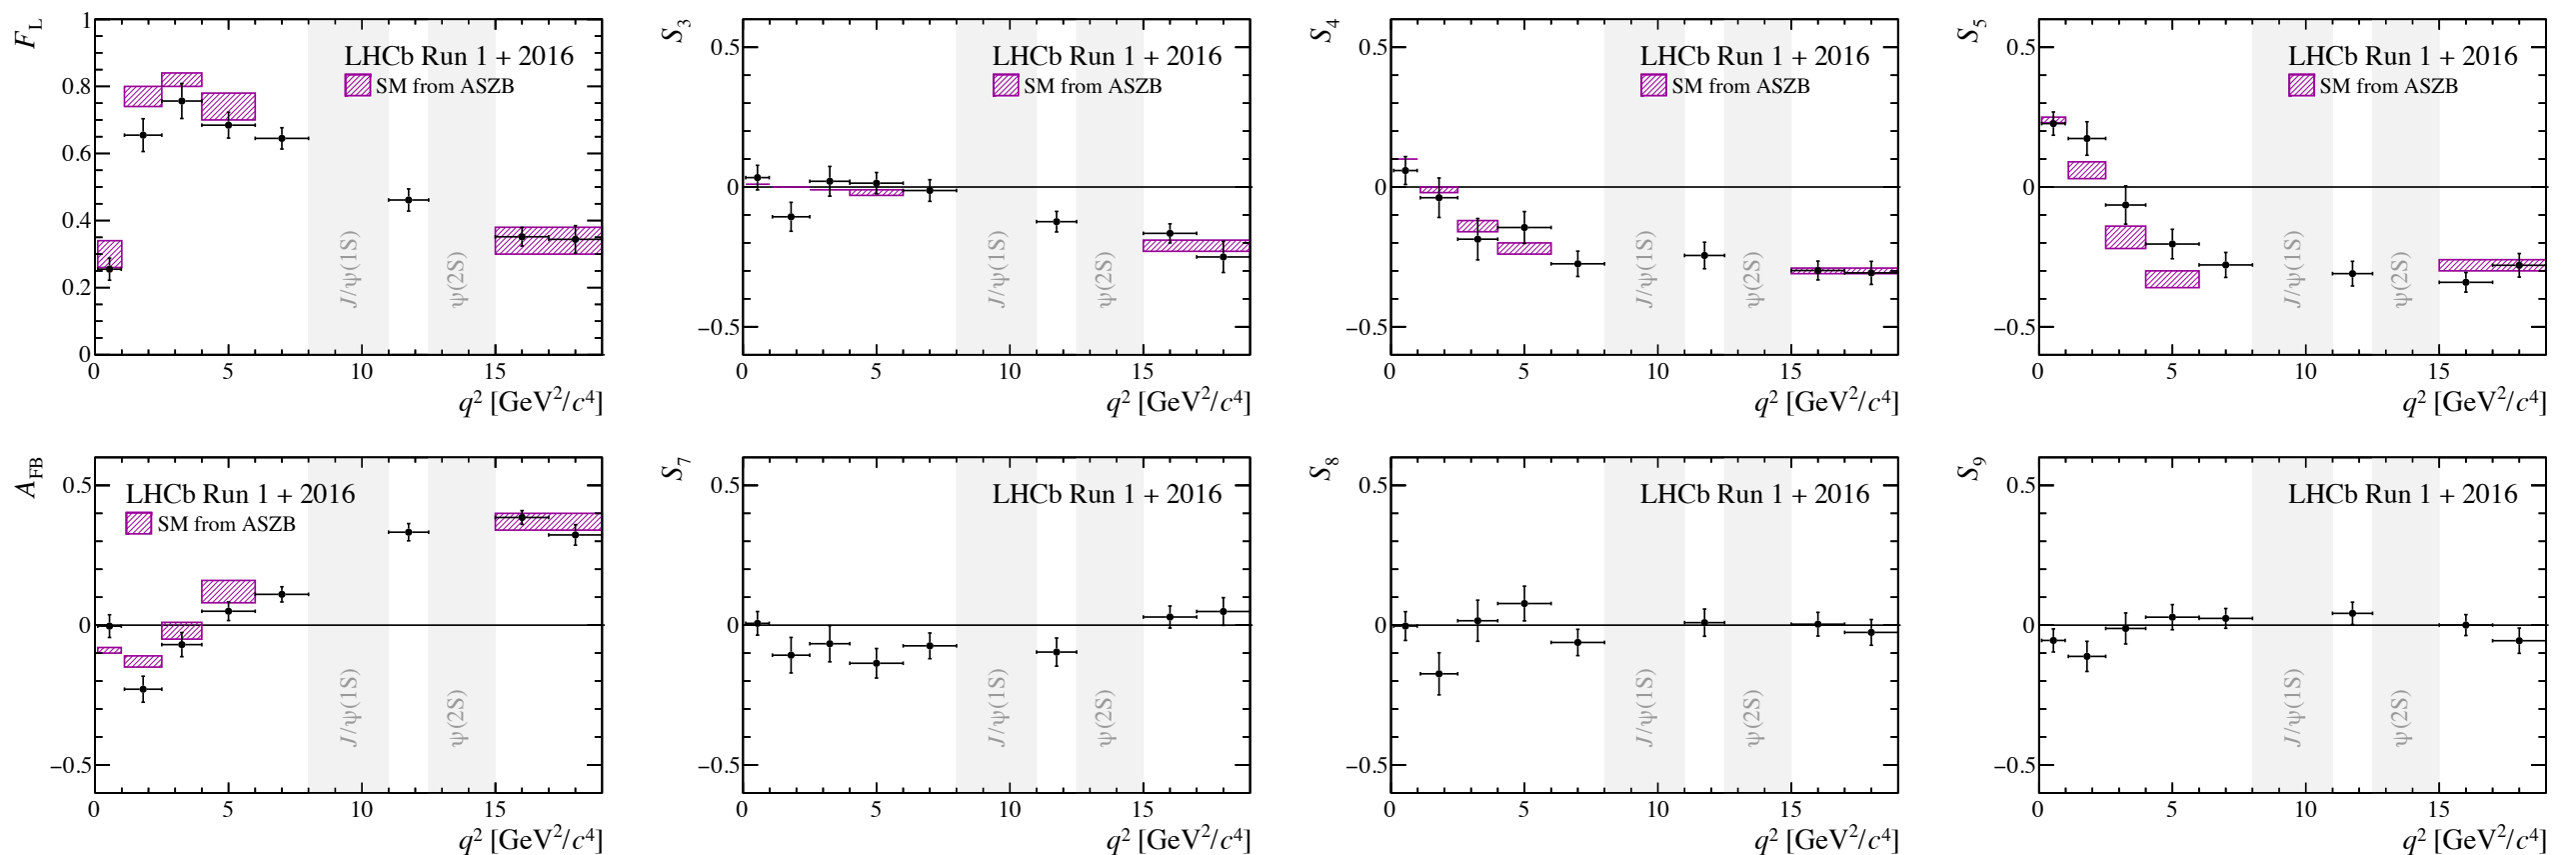 F_L
1
0.8
0.6
0.4
0.2
0
LHCb Run 1 + 2016
SM from ASZB
J/ψ(1S)
ψ(2S)
0 5 10 15
q² [GeV²/c⁴]
S₃
0.5
0
−0.5
LHCb Run 1 + 2016
SM from ASZB
J/ψ(1S)
ψ(2S)
0 5 10 15
q² [GeV²/c⁴]
S₄
0.5
0
−0.5
LHCb Run 1 + 2016
SM from ASZB
J/ψ(1S)
ψ(2S)
0 5 10 15
q² [GeV²/c⁴]
S₅
0.5
0
−0.5
LHCb Run 1 + 2016
SM from ASZB
J/ψ(1S)
ψ(2S)
0 5 10 15
q² [GeV²/c⁴]
A_FB
0.5
0
−0.5
LHCb Run 1 + 2016
SM from ASZB
J/ψ(1S)
ψ(2S)
0 5 10 15
q² [GeV²/c⁴]
S₇
0.5
0
−0.5
LHCb Run 1 + 2016
J/ψ(1S)
ψ(2S)
0 5 10 15
q² [GeV²/c⁴]
S₈
0.5
0
−0.5
LHCb Run 1 + 2016
J/ψ(1S)
ψ(2S)
0 5 10 15
q² [GeV²/c⁴]
S₉
0.5
0
−0.5
LHCb Run 1 + 2016
J/ψ(1S)
ψ(2S)
0 5 10 15
q² [GeV²/c⁴]